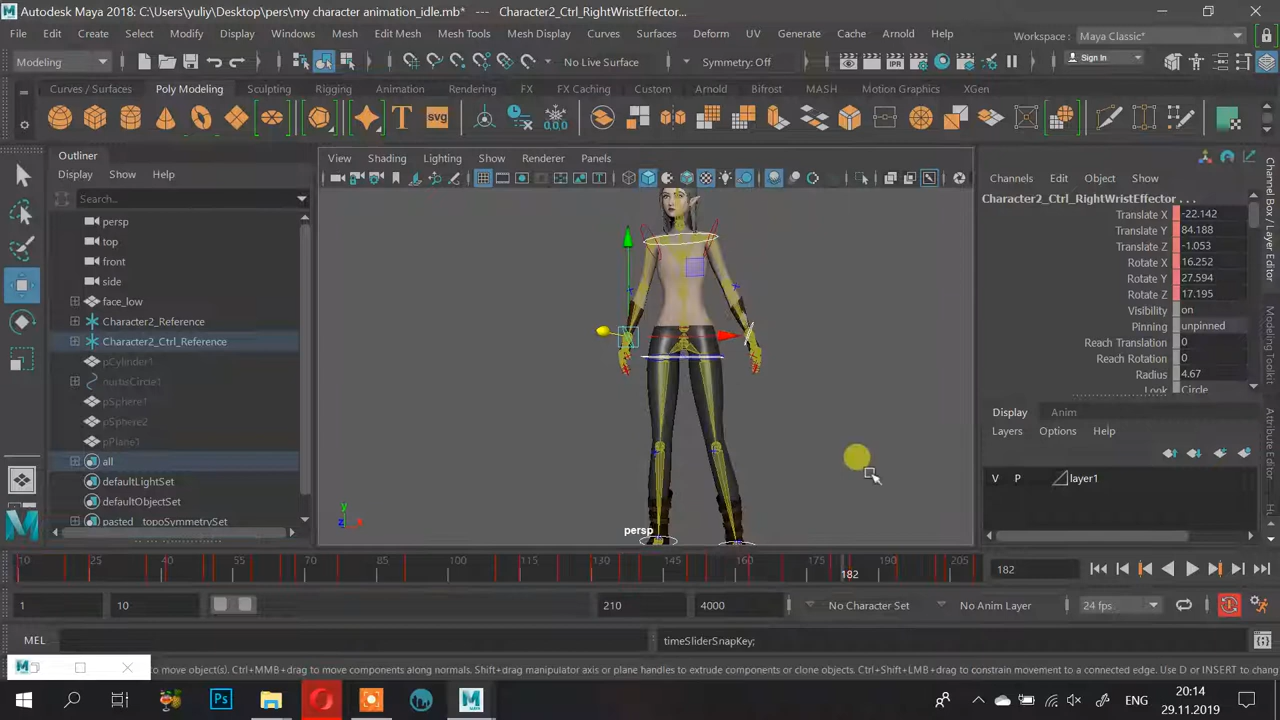 Autodesk Maya 2018: C:\Users\yuliy\Desktop\pers\my character animation_idle.mb* --- Character2_Ctrl_RightWristEffector...
File Edit Create Select Modify Display Windows Mesh Edit Mesh Mesh Tools Mesh Display Curves Surfaces Deform UV Generate Cache Arnold Help Workspace : Maya Classic*
Modeling No Live Surface Symmetry: Off Sign In
Curves / Surfaces Poly Modeling Sculpting Rigging Animation Rendering FX FX Caching Custom Arnold Bifrost MASH Motion Graphics XGen
Outliner
Display Show Help
Search...
persp
top
front
side
face_low
Character2_Reference
Character2_Ctrl_Reference
pCylinder1
nurbsCircle1
pSphere1
pSphere2
pPlane1
all
defaultLightSet
defaultObjectSet
pasted__topoSymmetrySet
View Shading Lighting Show Renderer Panels
persp
Channels Edit Object Show
Character2_Ctrl_RightWristEffector . . .
Translate X -22.142
Translate Y 84.188
Translate Z -1.053
Rotate X 16.252
Rotate Y 27.594
Rotate Z 17.195
Visibility on
Pinning unpinned
Reach Translation 0
Reach Rotation 0
Radius 4.67
Look Circle
Display Anim
Layers Options Help
V P layer1
Channel Box / Layer Editor
Modeling Toolkit
Attribute Editor
10 25 40 55 70 85 100 115 130 145 160 182 190 205 182
1 10 210 4000 No Character Set No Anim Layer 24 fps
MEL timeSliderSnapKey;
to move object(s). Ctrl+MMB+drag to move components along normals. Shift+drag manipulator axis or plane handles to extrude components or clone objects. Ctrl+Shift+LMB+drag to constrain movement to a connected edge. Use D or INSERT to change
Ps ENG 20:14
29.11.2019